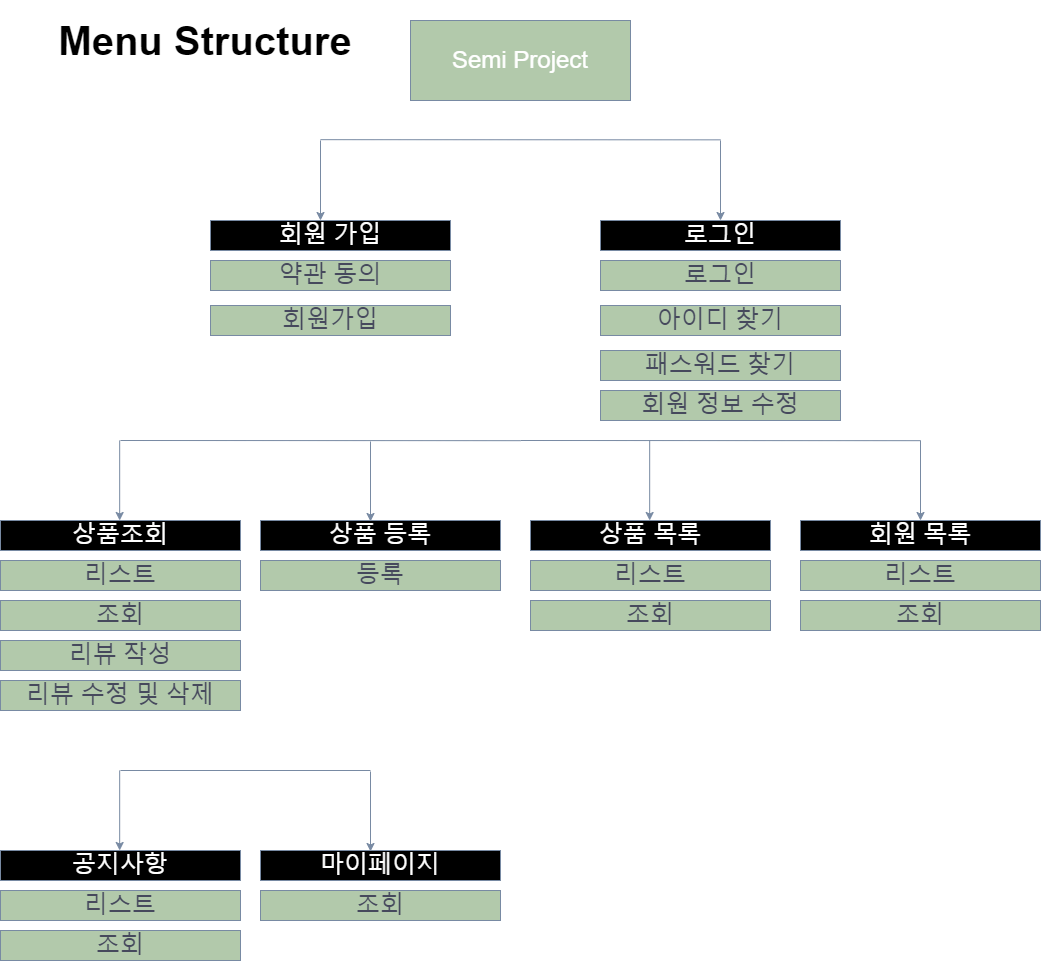 Menu Structure
Semi Project
회원 가입
약관 동의
회원가입
로그인
로그인
아이디 찾기
패스워드 찾기
회원 정보 수정
상품조회
리스트
조회
리뷰 작성
리뷰 수정 및 삭제
상품 등록
등록
상품 목록
리스트
조회
회원 목록
리스트
조회
공지사항
리스트
조회
마이페이지
조회